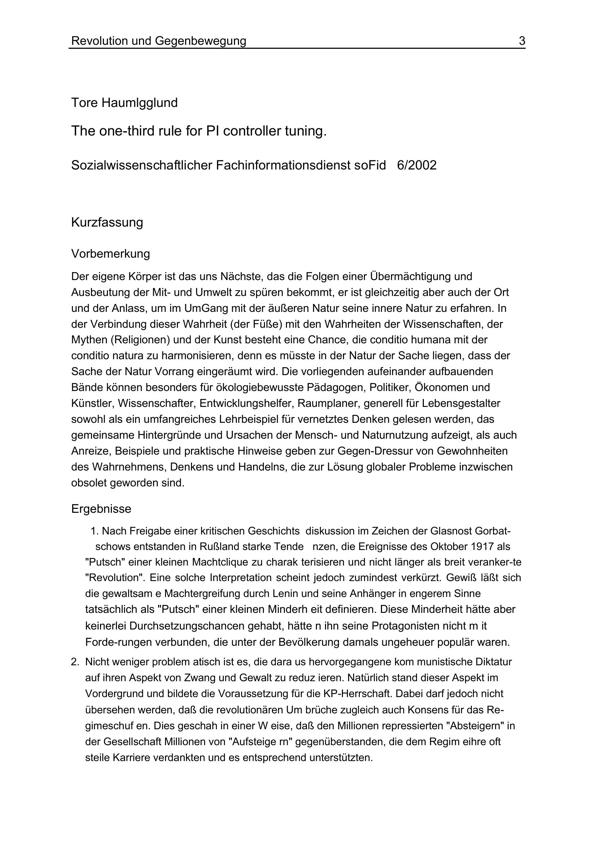 Revolution und Gegenbewegung 3
Tore Haumlgglund
The one-third rule for PI controller tuning.
Sozialwissenschaftlicher Fachinformationsdienst soFid 6/2002
Kurzfassung
Vorbemerkung
Der eigene Körper ist das uns Nächste, das die Folgen einer Übermächtigung und
Ausbeutung der Mit- und Umwelt zu spüren bekommt, er ist gleichzeitig aber auch der Ort
und der Anlass, um im UmGang mit der äußeren Natur seine innere Natur zu erfahren. In
der Verbindung dieser Wahrheit (der Füße) mit den Wahrheiten der Wissenschaften, der
Mythen (Religionen) und der Kunst besteht eine Chance, die conditio humana mit der
conditio natura zu harmonisieren, denn es müsste in der Natur der Sache liegen, dass der
Sache der Natur Vorrang eingeräumt wird. Die vorliegenden aufeinander aufbauenden
Bände können besonders für ökologiebewusste Pädagogen, Politiker, Ökonomen und
Künstler, Wissenschafter, Entwicklungshelfer, Raumplaner, generell für Lebensgestalter
sowohl als ein umfangreiches Lehrbeispiel für vernetztes Denken gelesen werden, das
gemeinsame Hintergründe und Ursachen der Mensch- und Naturnutzung aufzeigt, als auch
Anreize, Beispiele und praktische Hinweise geben zur Gegen-Dressur von Gewohnheiten
des Wahrnehmens, Denkens und Handelns, die zur Lösung globaler Probleme inzwischen
obsolet geworden sind.
Ergebnisse
1. Nach Freigabe einer kritischen Geschichts diskussion im Zeichen der Glasnost Gorbat-
schows entstanden in Rußland starke Tende nzen, die Ereignisse des Oktober 1917 als
"Putsch" einer kleinen Machtclique zu charak terisieren und nicht länger als breit veranker-te
"Revolution". Eine solche Interpretation scheint jedoch zumindest verkürzt. Gewiß läßt sich
die gewaltsam e Machtergreifung durch Lenin und seine Anhänger in engerem Sinne
tatsächlich als "Putsch" einer kleinen Minderh eit definieren. Diese Minderheit hätte aber
keinerlei Durchsetzungschancen gehabt, hätte n ihn seine Protagonisten nicht m it
Forde-rungen verbunden, die unter der Bevölkerung damals ungeheuer populär waren.
2. Nicht weniger problem atisch ist es, die dara us hervorgegangene kom munistische Diktatur
auf ihren Aspekt von Zwang und Gewalt zu reduz ieren. Natürlich stand dieser Aspekt im
Vordergrund und bildete die Voraussetzung für die KP-Herrschaft. Dabei darf jedoch nicht
übersehen werden, daß die revolutionären Um brüche zugleich auch Konsens für das Re-
gimeschuf en. Dies geschah in einer W eise, daß den Millionen repressierten "Absteigern" in
der Gesellschaft Millionen von "Aufsteige rn" gegenüberstanden, die dem Regim eihre oft
steile Karriere verdankten und es entsprechend unterstützten.